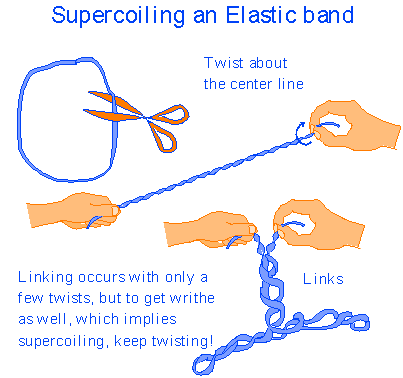 Supercoiling an Elastic band
Twist about
the center line
Linking occurs with only a
few twists, but to get writhe
as well, which implies
supercoiling, keep twisting!
Links